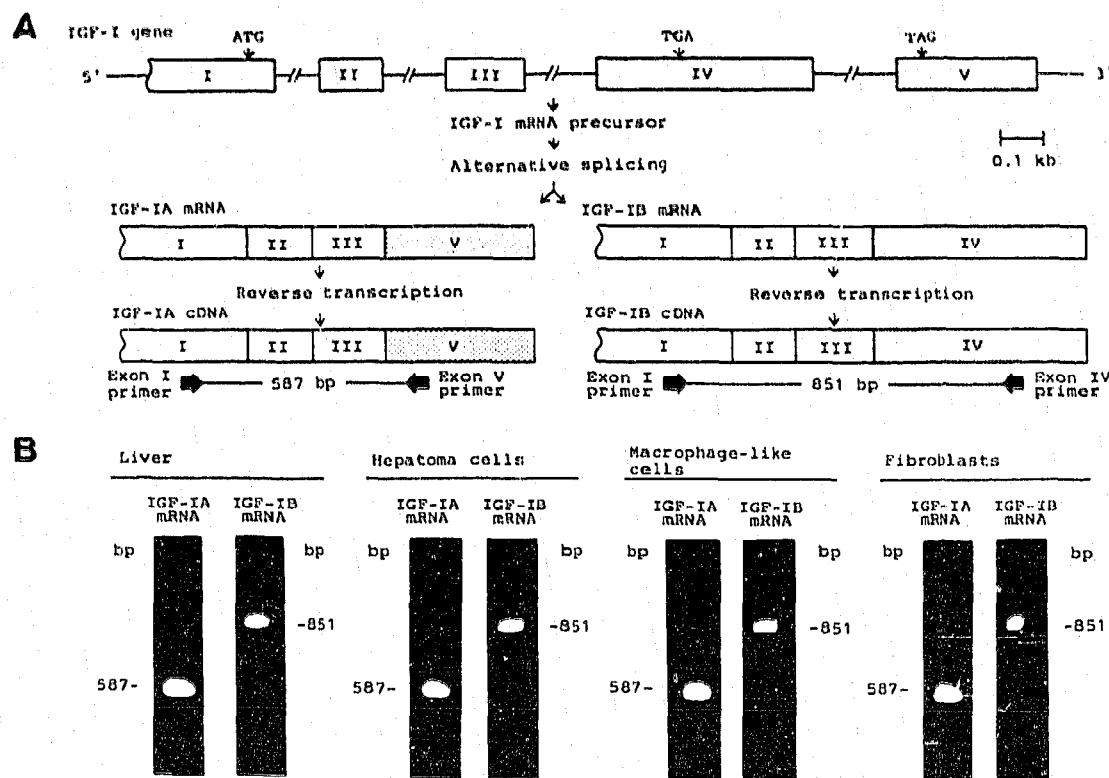 A
IGF-I gene
ATG
TGA
TAG
5'
I
II
III
IV
V
3'
IGF-I mRNA precursor
0.1 kb
Alternative splicing
IGF-IA mRNA
IGF-IB mRNA
I II III V
I II III IV
Reverse transcription
Reverse transcription
IGF-IA cDNA
IGF-IB cDNA
I II III V
I II III IV
Exon I primer
587 bp
Exon V primer
Exon I primer
851 bp
Exon IV primer
B
Liver
Hepatoma cells
Macrophage-like cells
Fibroblasts
IGF-IA mRNA
IGF-IB mRNA
IGF-IA mRNA
IGF-IB mRNA
IGF-IA mRNA
IGF-IB mRNA
IGF-IA mRNA
IGF-IB mRNA
bp
bp
bp
bp
bp
bp
bp
bp
-851
-851
-851
-851
587-
587-
587-
587-